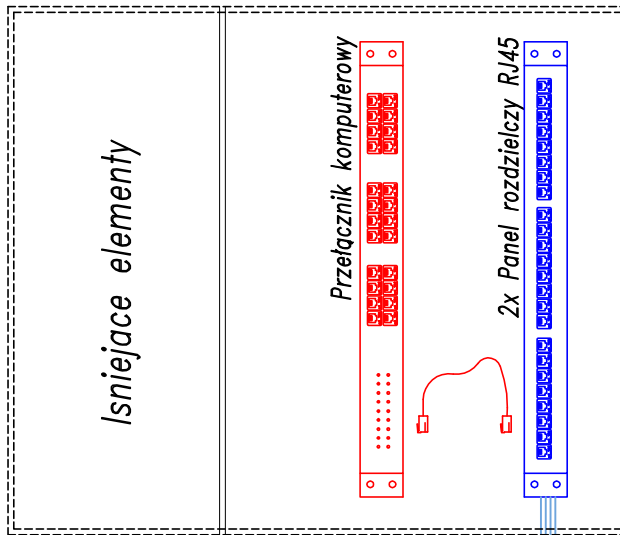 Isniejace elementy
Przełącznik komputerowy
2x Panel rozdzielczy RJ45